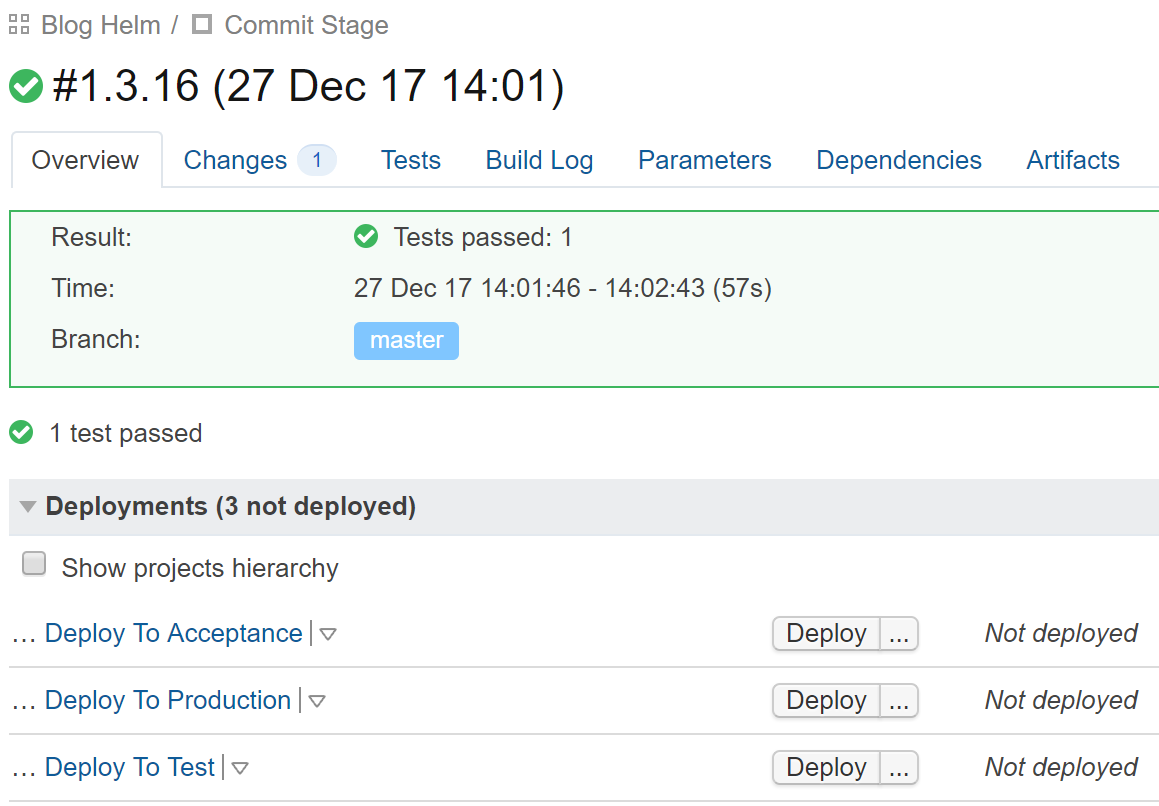 Blog Helm / Commit Stage
#1.3.16 (27 Dec 17 14:01)
Overview Changes 1 Tests Build Log Parameters Dependencies Artifacts
Result: Tests passed: 1
Time: 27 Dec 17 14:01:46 - 14:02:43 (57s)
Branch: master
1 test passed
Deployments (3 not deployed)
Show projects hierarchy
... Deploy To Acceptance Deploy ... Not deployed
... Deploy To Production Deploy ... Not deployed
... Deploy To Test Deploy ... Not deployed